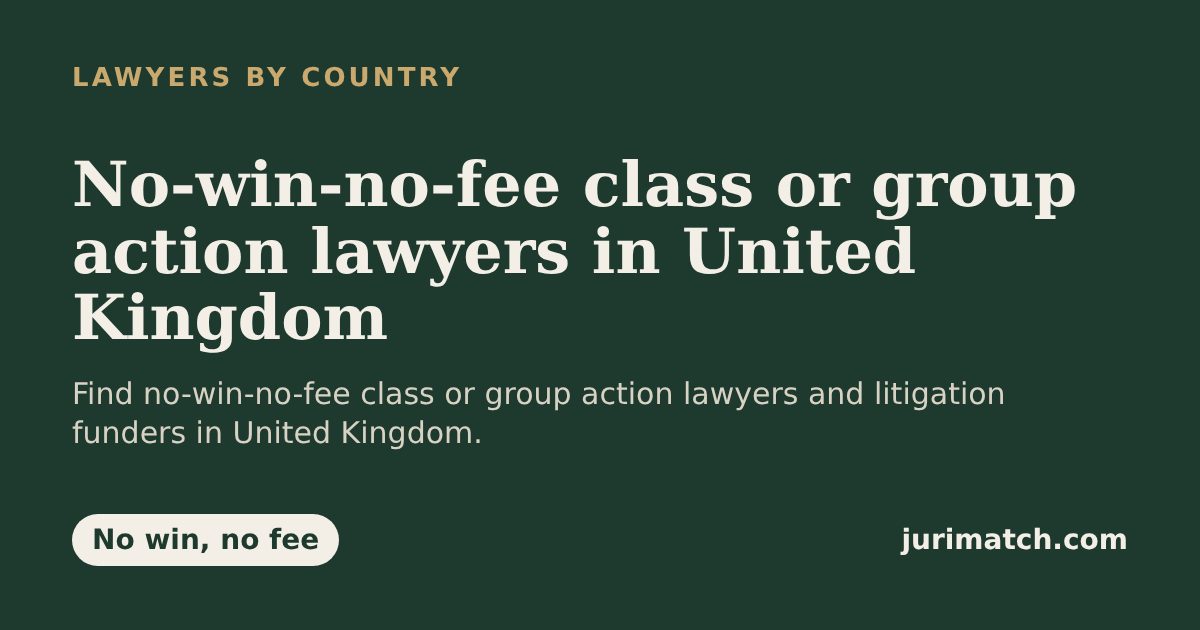 LAWYERS BY COUNTRY
No-win-no-fee class or group
action lawyers in United
Kingdom
Find no-win-no-fee class or group action lawyers and litigation
funders in United Kingdom.
No win, no fee
jurimatch.com